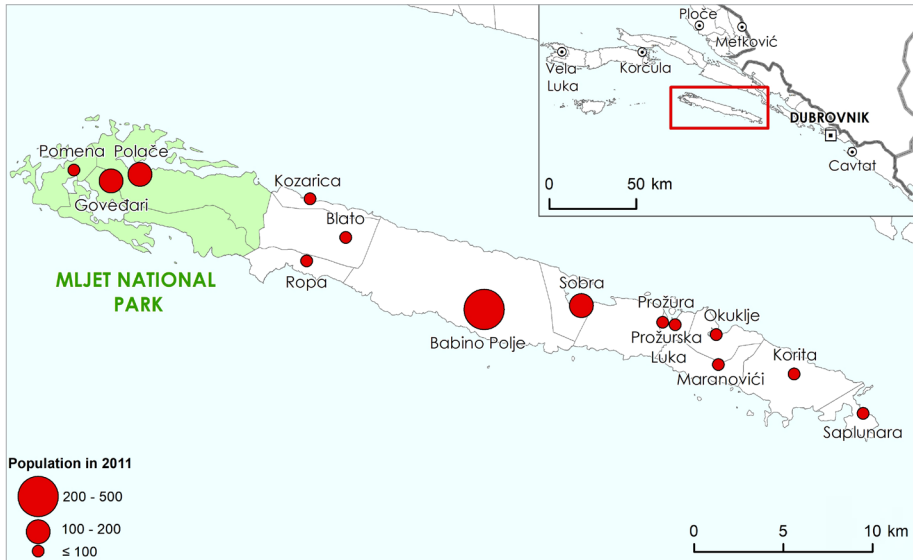 Ploče
Metković
Vela
Luka
Korčula
DUBROVNIK
Cavtat
0 50 km
Pomena
Polače
Goveđari
Kozarica
Blato
Ropa
MLJET NATIONAL
PARK
Babino Polje
Sobra
Prožura
Prožurska
Luka
Okuklje
Maranovići
Korita
Saplunara
Population in 2011
200 - 500
100 - 200
≤ 100
0 5 10 km